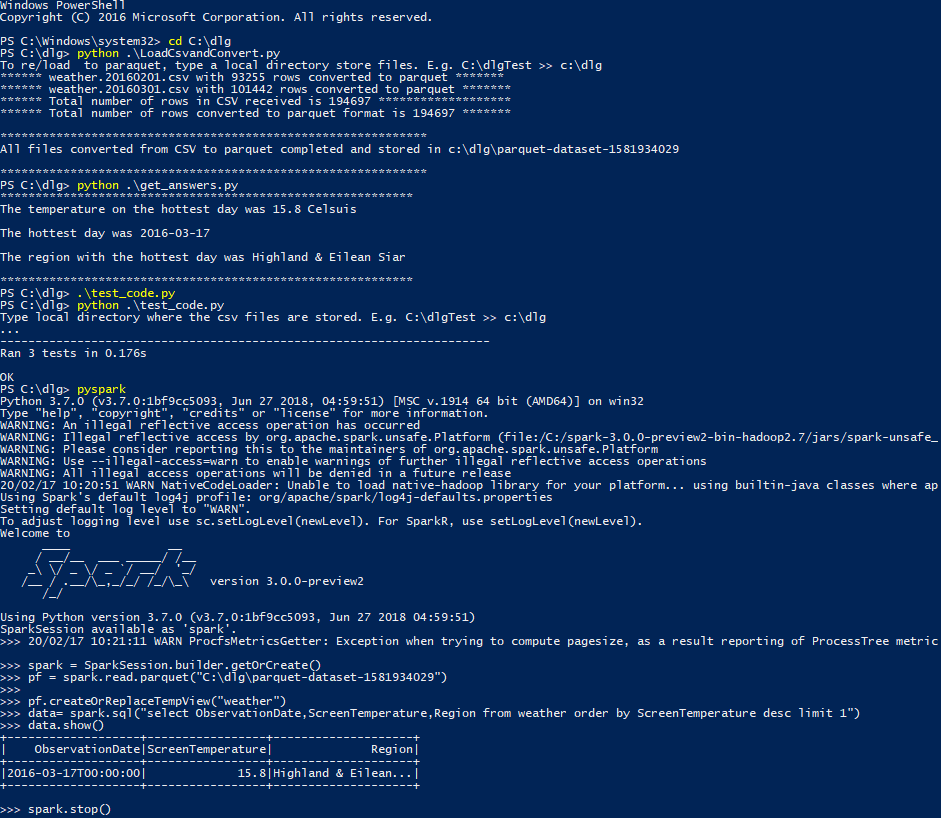 Windows PowerShell
Copyright (C) 2016 Microsoft Corporation. All rights reserved.
PS C:\Windows\system32> cd C:\dlg
PS C:\dlg> python .\LoadCsvandConvert.py
To re/load  to paraquet, type a local directory store files. E.g. C:\dlgTest >> c:\dlg
****** weather.20160201.csv with 93255 rows converted to parquet *******
****** weather.20160301.csv with 101442 rows converted to parquet *******
****** Total number of rows in CSV received is 194697 *******************
****** Total number of rows converted to parquet format is 194697 *******
*************************************************************
All files converted from CSV to parquet completed and stored in c:\dlg\parquet-dataset-1581934029
*************************************************************
PS C:\dlg> python .\get_answers.py
***********************************************************
The temperature on the hottest day was 15.8 Celsuis
The hottest day was 2016-03-17
The region with the hottest day was Highland & Eilean Siar
***********************************************************
PS C:\dlg> .\test_code.py
PS C:\dlg> python .\test_code.py
Type local directory where the csv files are stored. E.g. C:\dlgTest >> c:\dlg
...
----------------------------------------------------------------------
Ran 3 tests in 0.176s
OK
PS C:\dlg> pyspark
Python 3.7.0 (v3.7.0:1bf9cc5093, Jun 27 2018, 04:59:51) [MSC v.1914 64 bit (AMD64)] on win32
Type "help", "copyright", "credits" or "license" for more information.
WARNING: An illegal reflective access operation has occurred
WARNING: Illegal reflective access by org.apache.spark.unsafe.Platform (file:/C:/spark-3.0.0-preview2-bin-hadoop2.7/jars/spark-unsafe_
WARNING: Please consider reporting this to the maintainers of org.apache.spark.unsafe.Platform
WARNING: Use --illegal-access=warn to enable warnings of further illegal reflective access operations
WARNING: All illegal access operations will be denied in a future release
20/02/17 10:20:51 WARN NativeCodeLoader: Unable to load native-hadoop library for your platform... using builtin-java classes where ap
Using Spark's default log4j profile: org/apache/spark/log4j-defaults.properties
Setting default log level to "WARN".
To adjust logging level use sc.setLogLevel(newLevel). For SparkR, use setLogLevel(newLevel).
Welcome to
Spark version 3.0.0-preview2
Using Python version 3.7.0 (v3.7.0:1bf9cc5093, Jun 27 2018 04:59:51)
SparkSession available as 'spark'.
>>> 20/02/17 10:21:11 WARN ProcfsMetricsGetter: Exception when trying to compute pagesize, as a result reporting of ProcessTree metric
>>> spark = SparkSession.builder.getOrCreate()
>>> pf = spark.read.parquet("C:\dlg\parquet-dataset-1581934029")
>>>
>>> pf.createOrReplaceTempView("weather")
>>> data= spark.sql("select ObservationDate,ScreenTemperature,Region from weather order by ScreenTemperature desc limit 1")
>>> data.show()
+-------------------+-----------------+--------------------+
|    ObservationDate|ScreenTemperature|              Region|
+-------------------+-----------------+--------------------+
|2016-03-17T00:00:00|             15.8|Highland & Eilean...|
+-------------------+-----------------+--------------------+
>>> spark.stop()